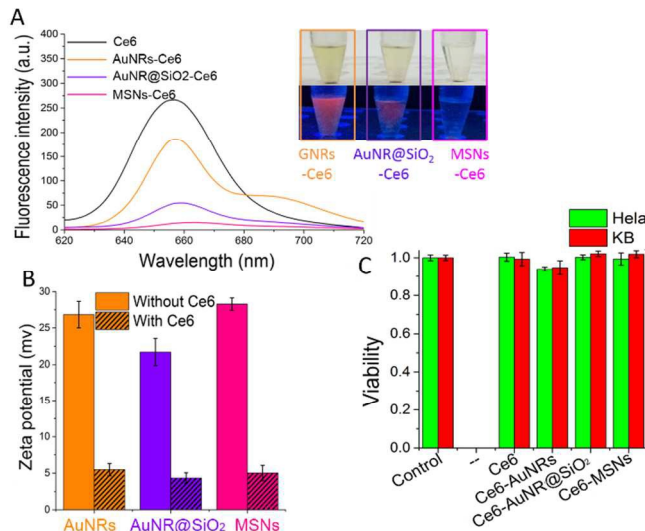 A
Fluorescence intensity (a.u.)
400
350
300
250
200
150
100
50
0
Ce6
AuNRs-Ce6
AuNR@SiO2-Ce6
MSNs-Ce6
620
640
660
680
700
720
Wavelength (nm)
GNRs
-Ce6
AuNR@SiO₂
-Ce6
MSNs
-Ce6
B
Zeta potential (mv)
30
25
20
15
10
5
0
Without Ce6
With Ce6
AuNRs
AuNR@SiO₂
MSNs
C
Hela
KB
Viability
1.0
0.8
0.6
0.4
0.2
0.0
Control
--
Ce6
Ce6-AuNRs
Ce6-AuNR@SiO₂
Ce6-MSNs